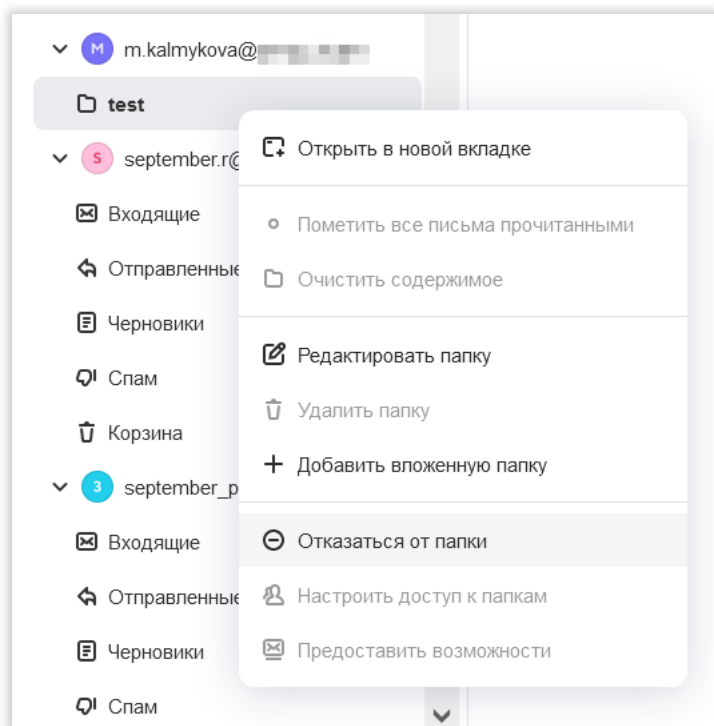 M m.kalmykova@
test
S september.r@
Входящие
Отправленные
Черновики
Спам
Корзина
3 september_p
Входящие
Отправленные
Черновики
Спам
Открыть в новой вкладке
Пометить все письма прочитанными
Очистить содержимое
Редактировать папку
Удалить папку
Добавить вложенную папку
Отказаться от папки
Настроить доступ к папкам
Предоставить возможности